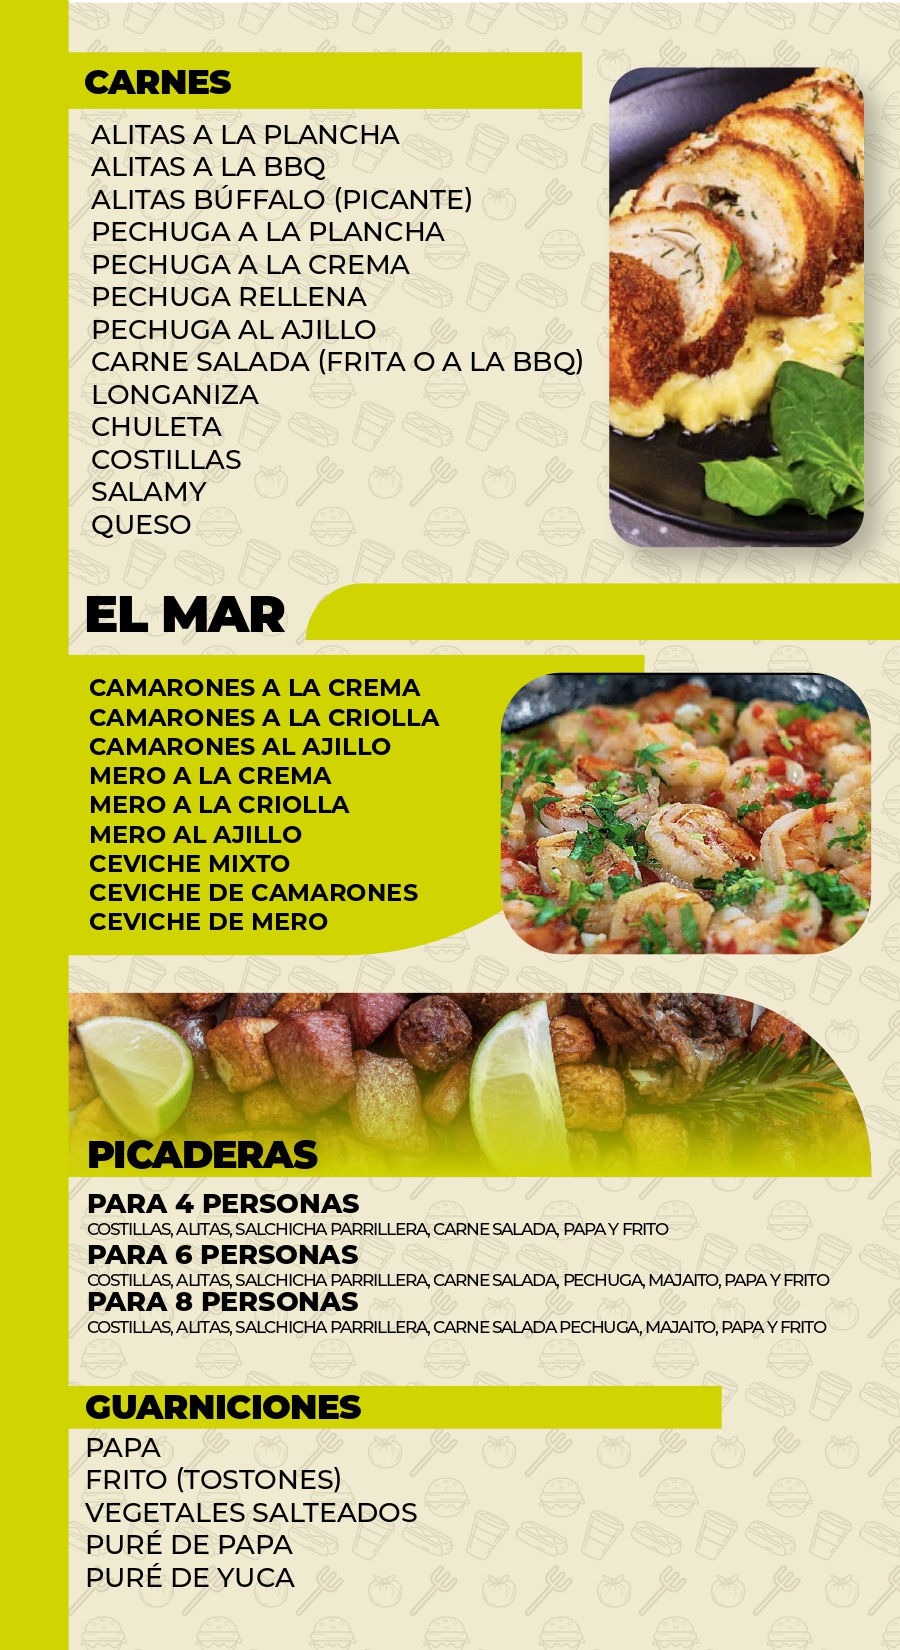 CARNES
ALITAS A LA PLANCHA
ALITAS A LA BBQ
ALITAS BÚFFALO (PICANTE)
PECHUGA A LA PLANCHA
PECHUGA A LA CREMA
PECHUGA RELLENA
PECHUGA AL AJILLO
CARNE SALADA (FRITA O A LA BBQ)
LONGANIZA
CHULETA
COSTILLAS
SALAMY
QUESO
EL MAR
CAMARONES A LA CREMA
CAMARONES A LA CRIOLLA
CAMARONES AL AJILLO
MERO A LA CREMA
MERO A LA CRIOLLA
MERO AL AJILLO
CEVICHE MIXTO
CEVICHE DE CAMARONES
CEVICHE DE MERO
PICADERAS
PARA 4 PERSONAS
COSTILLAS, ALITAS, SALCHICHA PARRILLERA, CARNE SALADA, PAPA Y FRITO
PARA 6 PERSONAS
COSTILLAS, ALITAS, SALCHICHA PARRILLERA, CARNE SALADA, PECHUGA, MAJAITO, PAPA Y FRITO
PARA 8 PERSONAS
COSTILLAS, ALITAS, SALCHICHA PARRILLERA, CARNE SALADA PECHUGA, MAJAITO, PAPA Y FRITO
GUARNICIONES
PAPA
FRITO (TOSTONES)
VEGETALES SALTEADOS
PURÉ DE PAPA
PURÉ DE YUCA